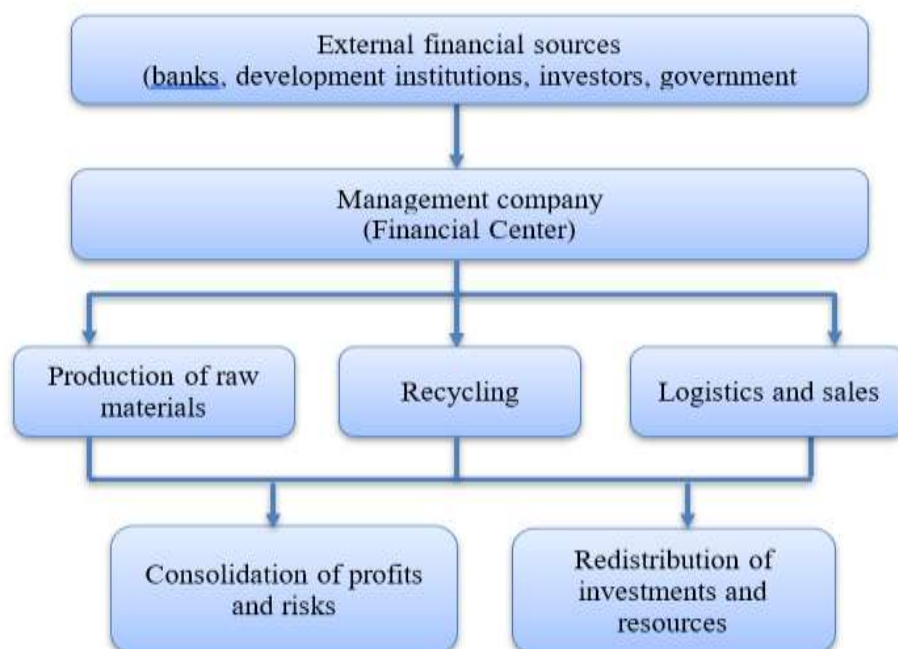 External financial sources
(banks, development institutions, investors, government
Management company
(Financial Center)
Production of raw
materials
Recycling
Logistics and sales
Consolidation of profits
and risks
Redistribution of
investments and
resources